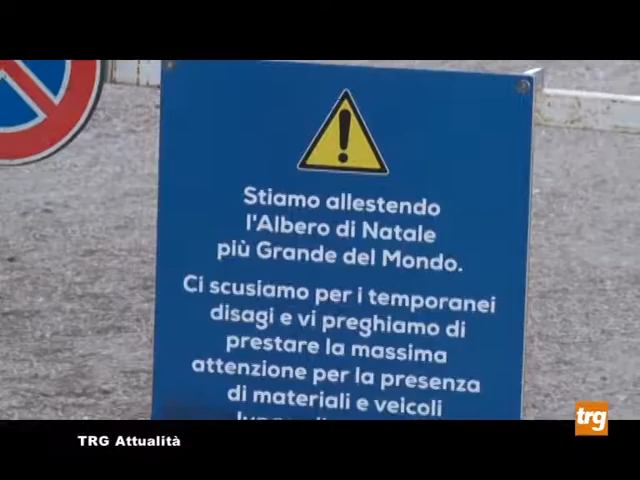 Stiamo allestendo
l'Albero di Natale
più Grande del Mondo.
Ci scusiamo per i temporanei
disagi e vi preghiamo di
prestare la massima
attenzione per la presenza
di materiali e veicoli
trg
TRG Attualità